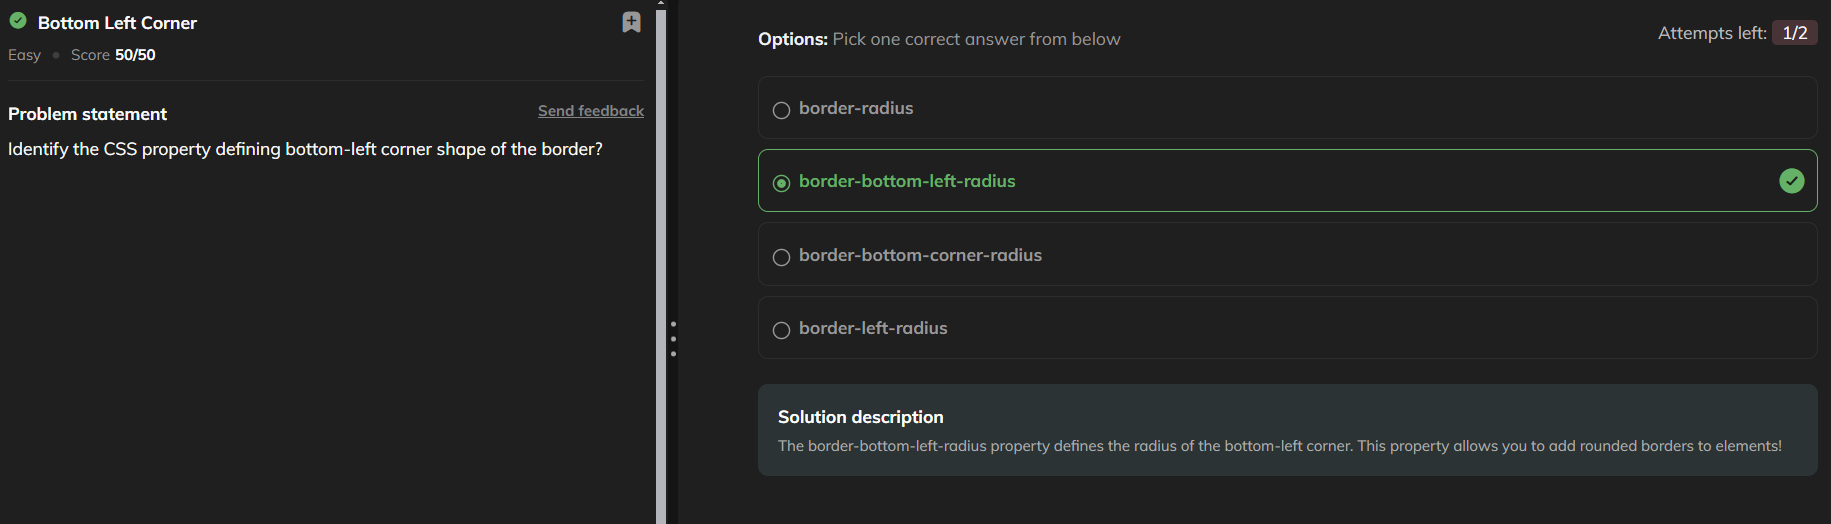 Bottom Left Corner
Easy • Score 50/50
Problem statement
Send feedback
Identify the CSS property defining bottom-left corner shape of the border?
Options: Pick one correct answer from below
Attempts left: 1/2
border-radius
border-bottom-left-radius
border-bottom-corner-radius
border-left-radius
Solution description
The border-bottom-left-radius property defines the radius of the bottom-left corner. This property allows you to add rounded borders to elements!